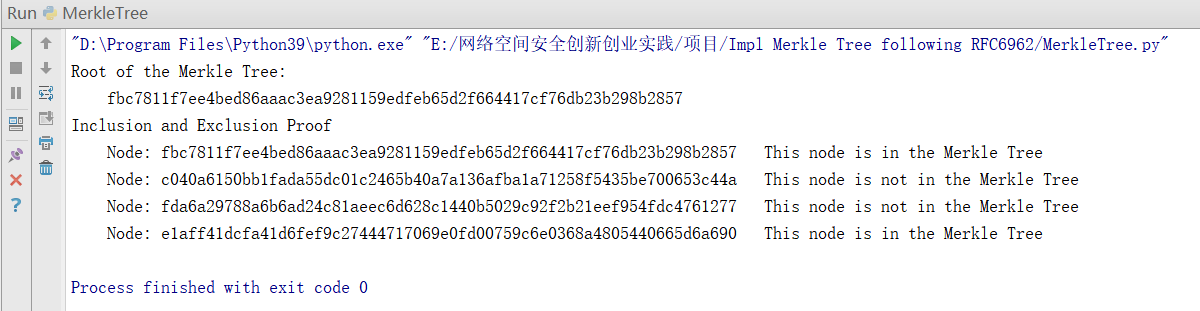 Run MerkleTree
"D:\Program Files\Python39\python.exe" "E:/网络空间安全创新创业实践/项目/Impl Merkle Tree following RFC6962/MerkleTree.py"
Root of the Merkle Tree:
fbc7811f7ee4bed86aaac3ea9281159edfeb65d2f664417cf76db23b298b2857
Inclusion and Exclusion Proof
Node: fbc7811f7ee4bed86aaac3ea9281159edfeb65d2f664417cf76db23b298b2857 This node is in the Merkle Tree
Node: c040a6150bb1fada55dc01c2465b40a7a136afba1a71258f5435be700653c44a This node is not in the Merkle Tree
Node: fda6a29788a6b6ad24c81aeec6d628c1440b5029c92f2b21eef954fdc4761277 This node is not in the Merkle Tree
Node: e1aff41dcfa41d6fef9c27444717069e0fd00759c6e0368a4805440665d6a690 This node is in the Merkle Tree
Process finished with exit code 0